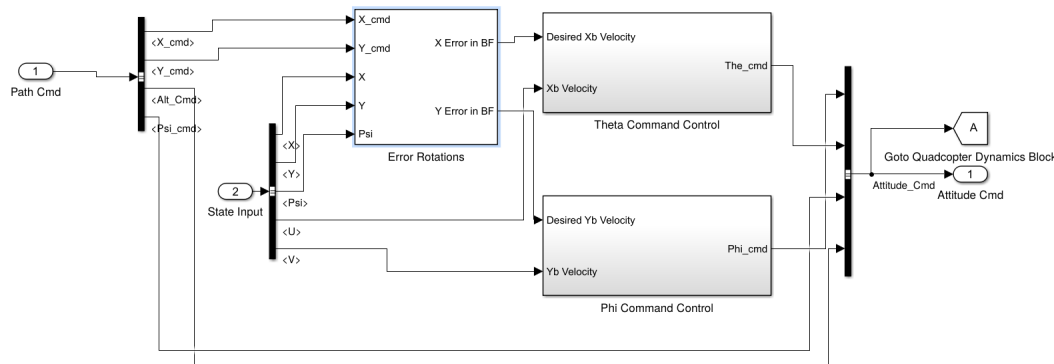 1
Path Cmd
<X_cmd>
<Y_cmd>
<Alt_Cmd>
<Psi_cmd>
2
State Input
<X>
<Y>
<Psi>
<U>
<V>
X_cmd
Y_cmd
X
Y
Psi
X Error in BF
Y Error in BF
Error Rotations
Desired Xb Velocity
Xb Velocity
The_cmd
Theta Command Control
Desired Yb Velocity
Yb Velocity
Phi_cmd
Phi Command Control
A
Goto Quadcopter Dynamics Block
Attitude_Cmd
1
Attitude Cmd